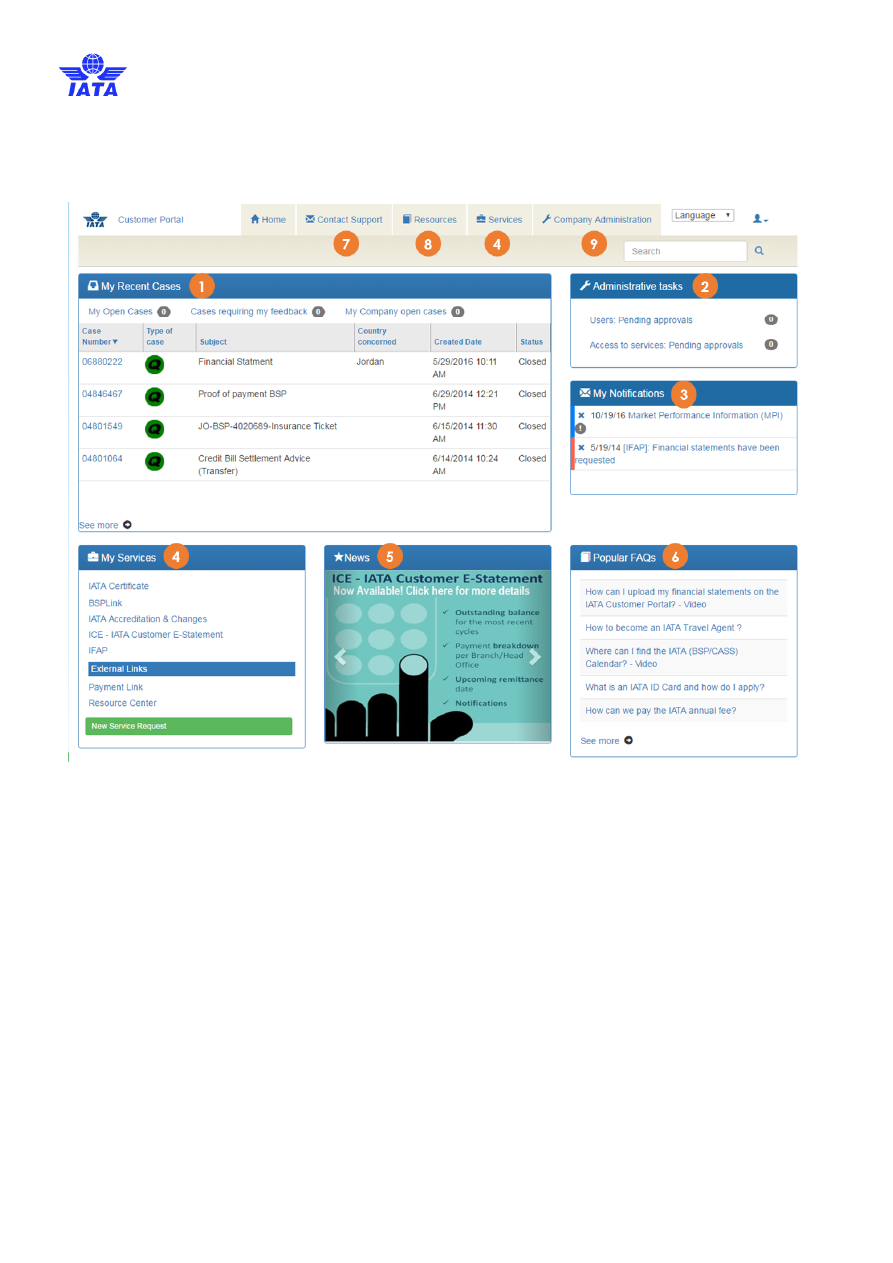 IATA
IATA
Customer Portal
Home
Contact Support
Resources
Services
Company Administration
Language
7
8
4
9
Search
My Recent Cases
1
My Open Cases 0
Cases requiring my feedback 0
My Company open cases 0
Case Number
Type of case
Subject
Country concerned
Created Date
Status
06880222
Q
Financial Statment
Jordan
5/29/2016 10:11 AM
Closed
04846467
Q
Proof of payment BSP
6/29/2014 12:21 PM
Closed
04801549
Q
JO-BSP-4020689-Insurance Ticket
6/15/2014 11:30 AM
Closed
04801064
Q
Credit Bill Settlement Advice (Transfer)
6/14/2014 10:24 AM
Closed
See more
Administrative tasks
2
Users: Pending approvals 0
Access to services: Pending approvals 0
My Notifications
3
10/19/16 Market Performance Information (MPI)
!
5/19/14 [IFAP]: Financial statements have been
requested
My Services
4
IATA Certificate
BSPLink
IATA Accreditation & Changes
ICE - IATA Customer E-Statement
IFAP
External Links
Payment Link
Resource Center
New Service Request
News
5
ICE - IATA Customer E-Statement
Now Available! Click here for more details
Outstanding balance
for the most recent
cycles
Payment breakdown
per Branch/Head
Office
Upcoming remittance
date
Notifications
Popular FAQs
6
How can I upload my financial statements on the
IATA Customer Portal? - Video
How to become an IATA Travel Agent ?
Where can I find the IATA (BSP/CASS)
Calendar? - Video
What is an IATA ID Card and how do I apply?
How can we pay the IATA annual fee?
See more